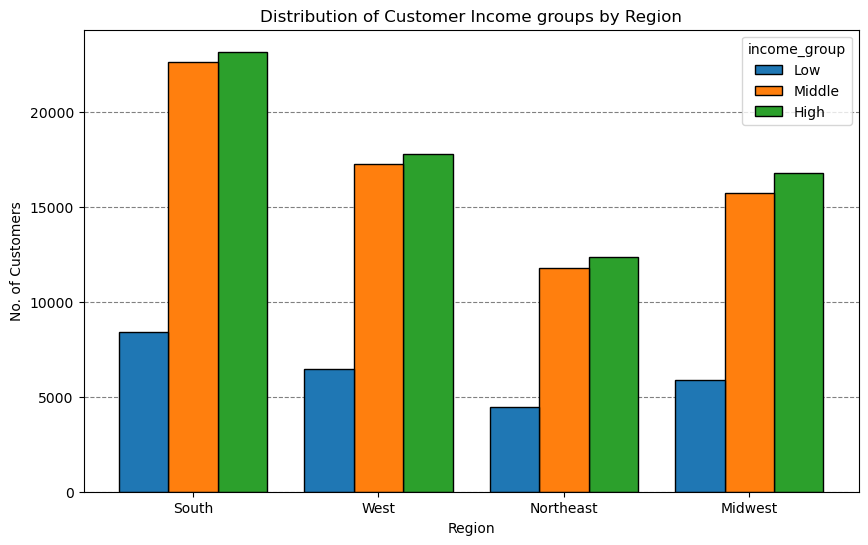 Distribution of Customer Income groups by Region
income_group
Low
Middle
High
No. of Customers
20000
15000
10000
5000
0
South
West
Northeast
Midwest
Region